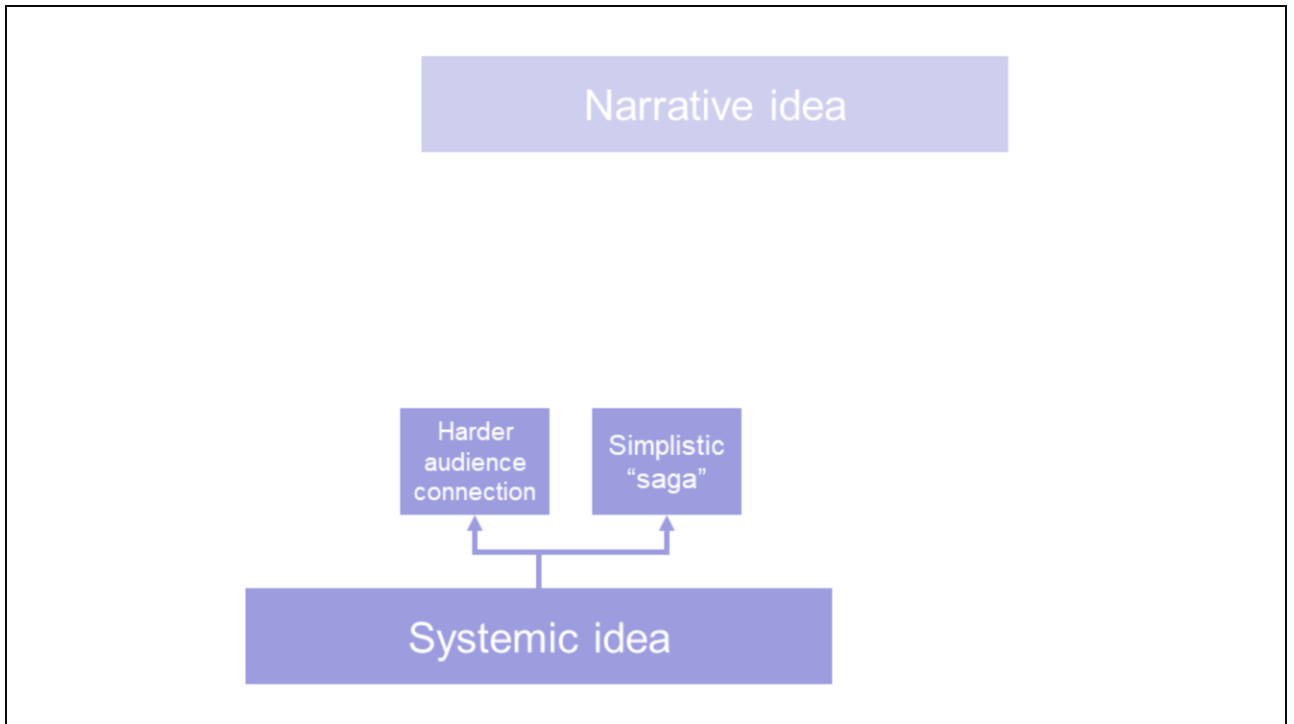 Narrative idea
Harder
audience
connection
Simplistic
“saga”
Systemic idea